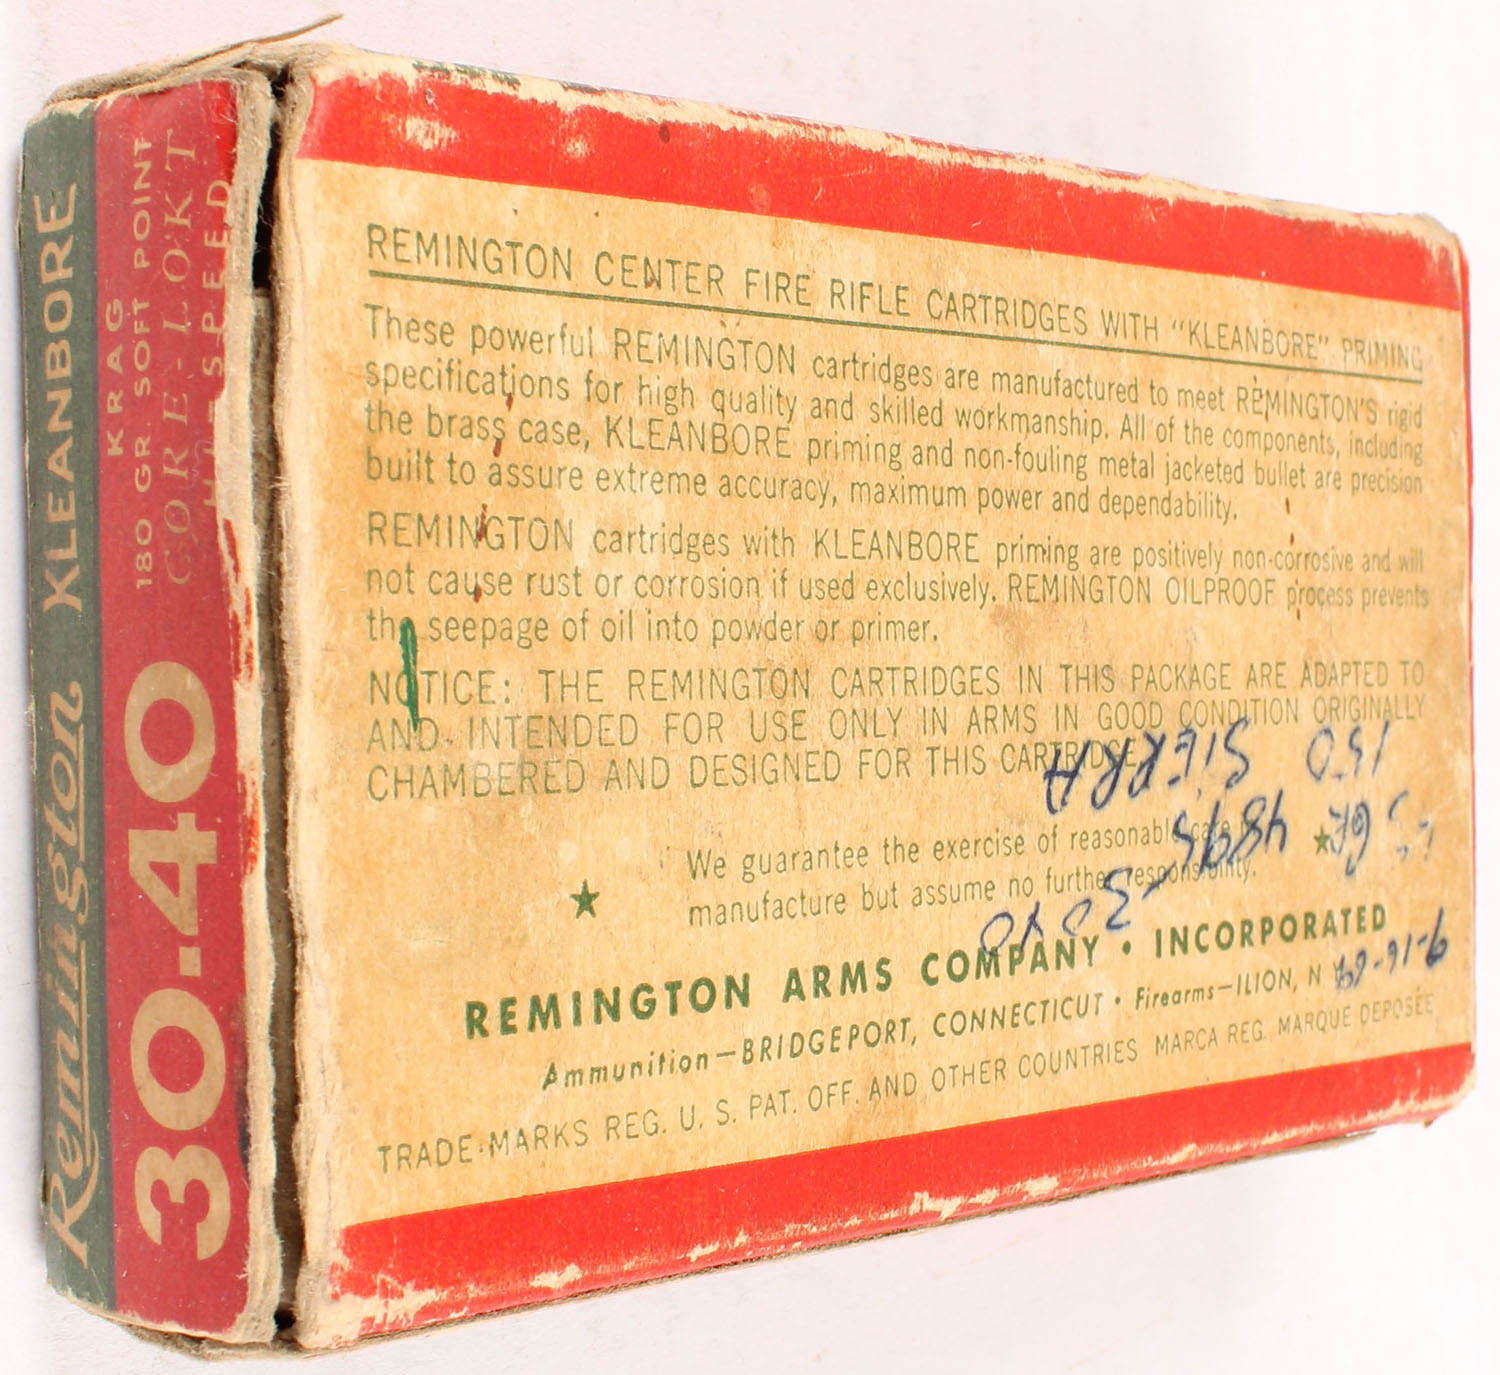 Remington KLEANBORE
30-40 KRAG
180 GR. SOFT POINT
CORE-LOKT
HI-SPEED
REMINGTON CENTER FIRE RIFLE CARTRIDGES WITH "KLEANBORE" PRIMING
These powerful REMINGTON cartridges are manufactured to meet REMINGTON'S rigid
specifications for high quality and skilled workmanship. All of the components, including
the brass case, KLEANBORE priming and non-fouling metal jacketed bullet are precision
built to assure extreme accuracy, maximum power and dependability.
REMINGTON cartridges with KLEANBORE priming are positively non-corrosive and will
not cause rust or corrosion if used exclusively. REMINGTON OILPROOF process prevents
the seepage of oil into powder or primer.
NOTICE: THE REMINGTON CARTRIDGES IN THIS PACKAGE ARE ADAPTED TO
AND INTENDED FOR USE ONLY IN ARMS IN GOOD CONDITION ORIGINALLY
CHAMBERED AND DESIGNED FOR THIS CARTRIDGE
We guarantee the exercise of reasonable care in
manufacture but assume no further responsibility.
REMINGTON ARMS COMPANY • INCORPORATED
Ammunition—BRIDGEPORT, CONNECTICUT • Firearms—ILION, N Y
TRADE-MARKS REG. U. S. PAT. OFF. AND OTHER COUNTRIES MARCA REG. MARQUE DEPOSÉE
30 x 40
GR 4895
150 SIERRA